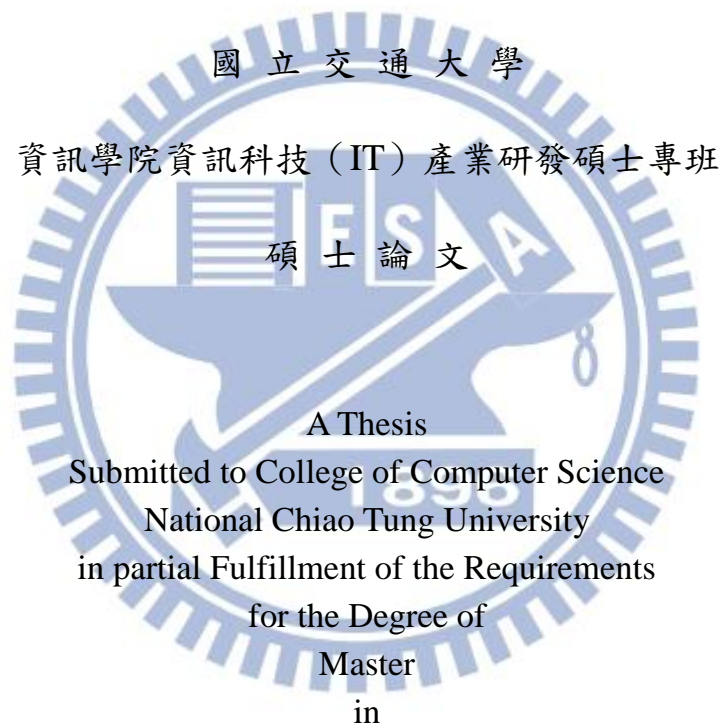 國 立 交 通 大 學
資訊學院資訊科技（IT）產業研發碩士專班
碩 士 論 文
E S A
A Thesis
Submitted to College of Computer Science
1896
National Chiao Tung University
in partial Fulfillment of the Requirements
for the Degree of
Master
in